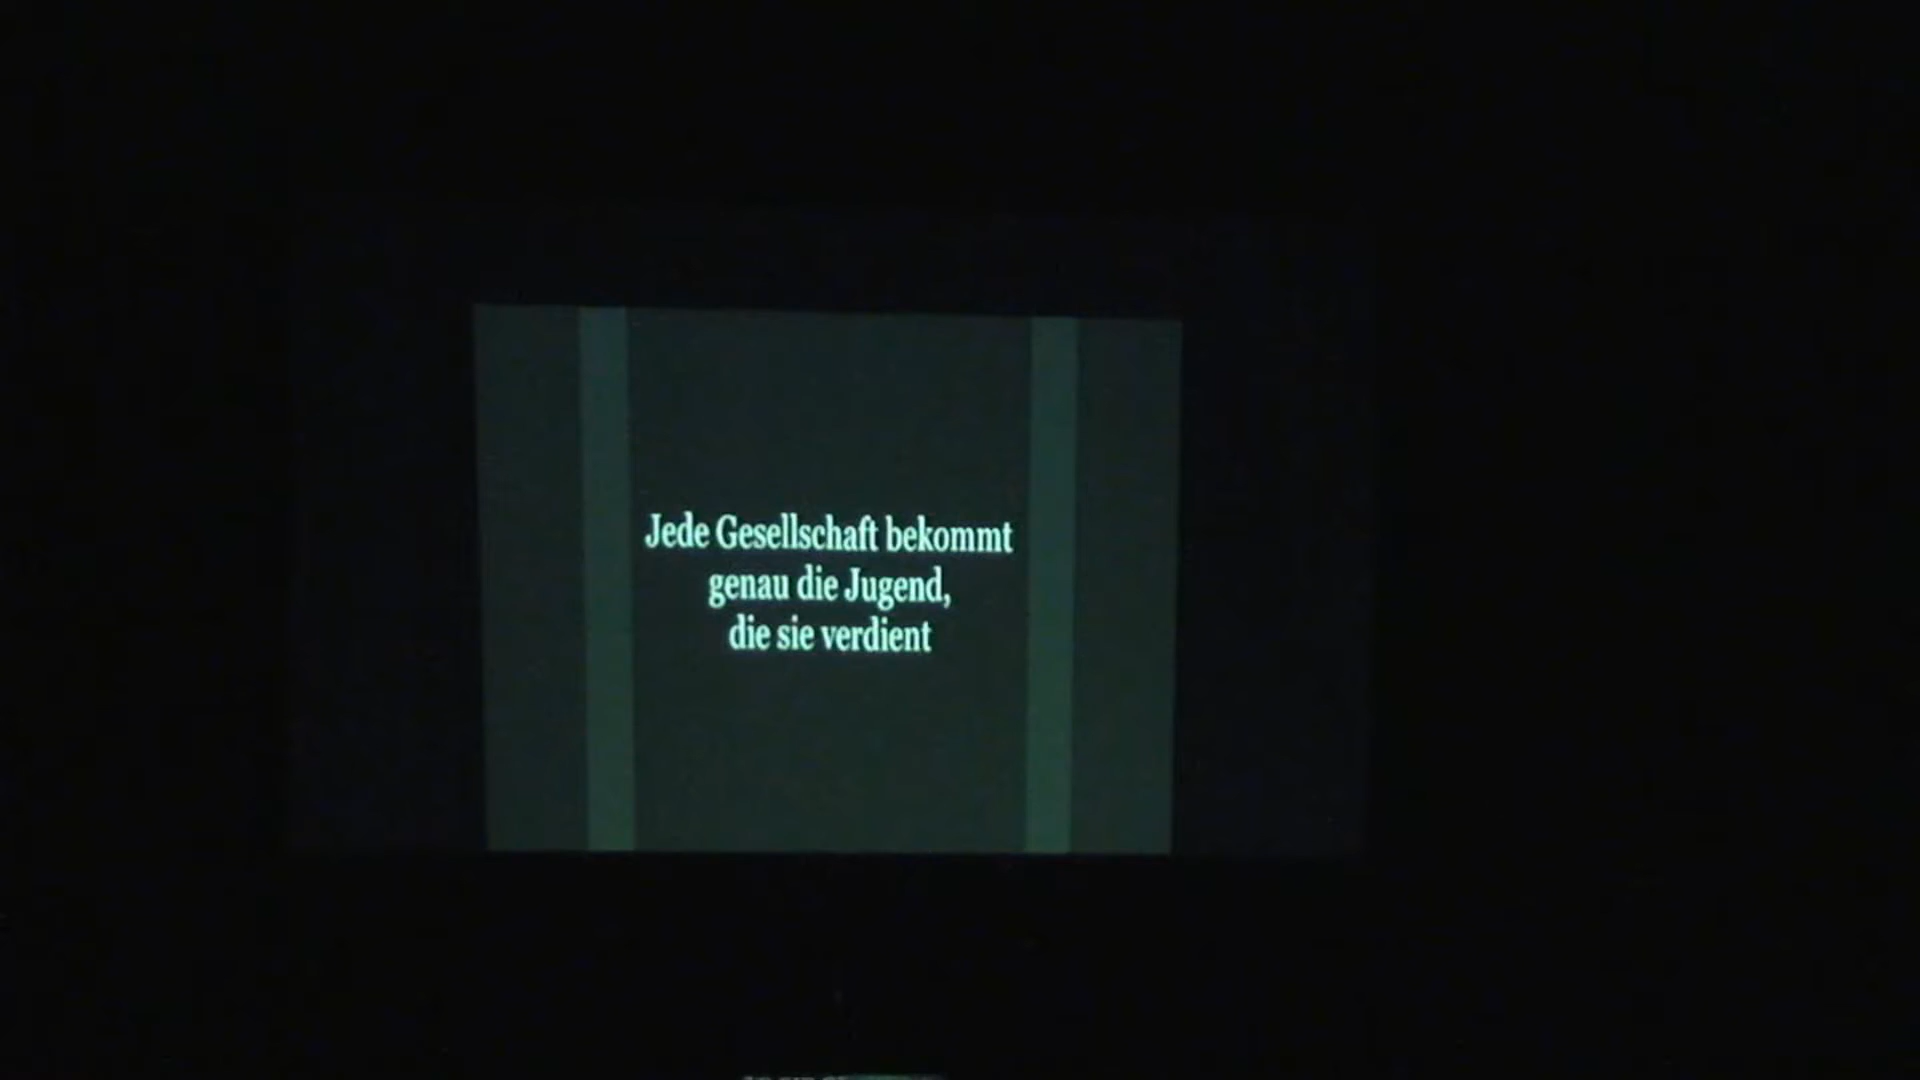 Jede Gesellschaft bekommt
genau die Jugend,
die sie verdient